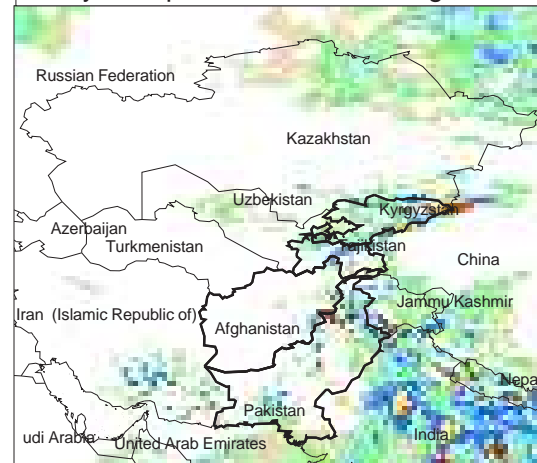 Russian Federation
Kazakhstan
Uzbekistan
Kyrgyzstan
Azerbaijan
Turkmenistan
Tajikistan
China
Iran (Islamic Republic of)
Jammu/Kashmir
Afghanistan
Nepa
Pakistan
udi Arabia
United Arab Emirates
India